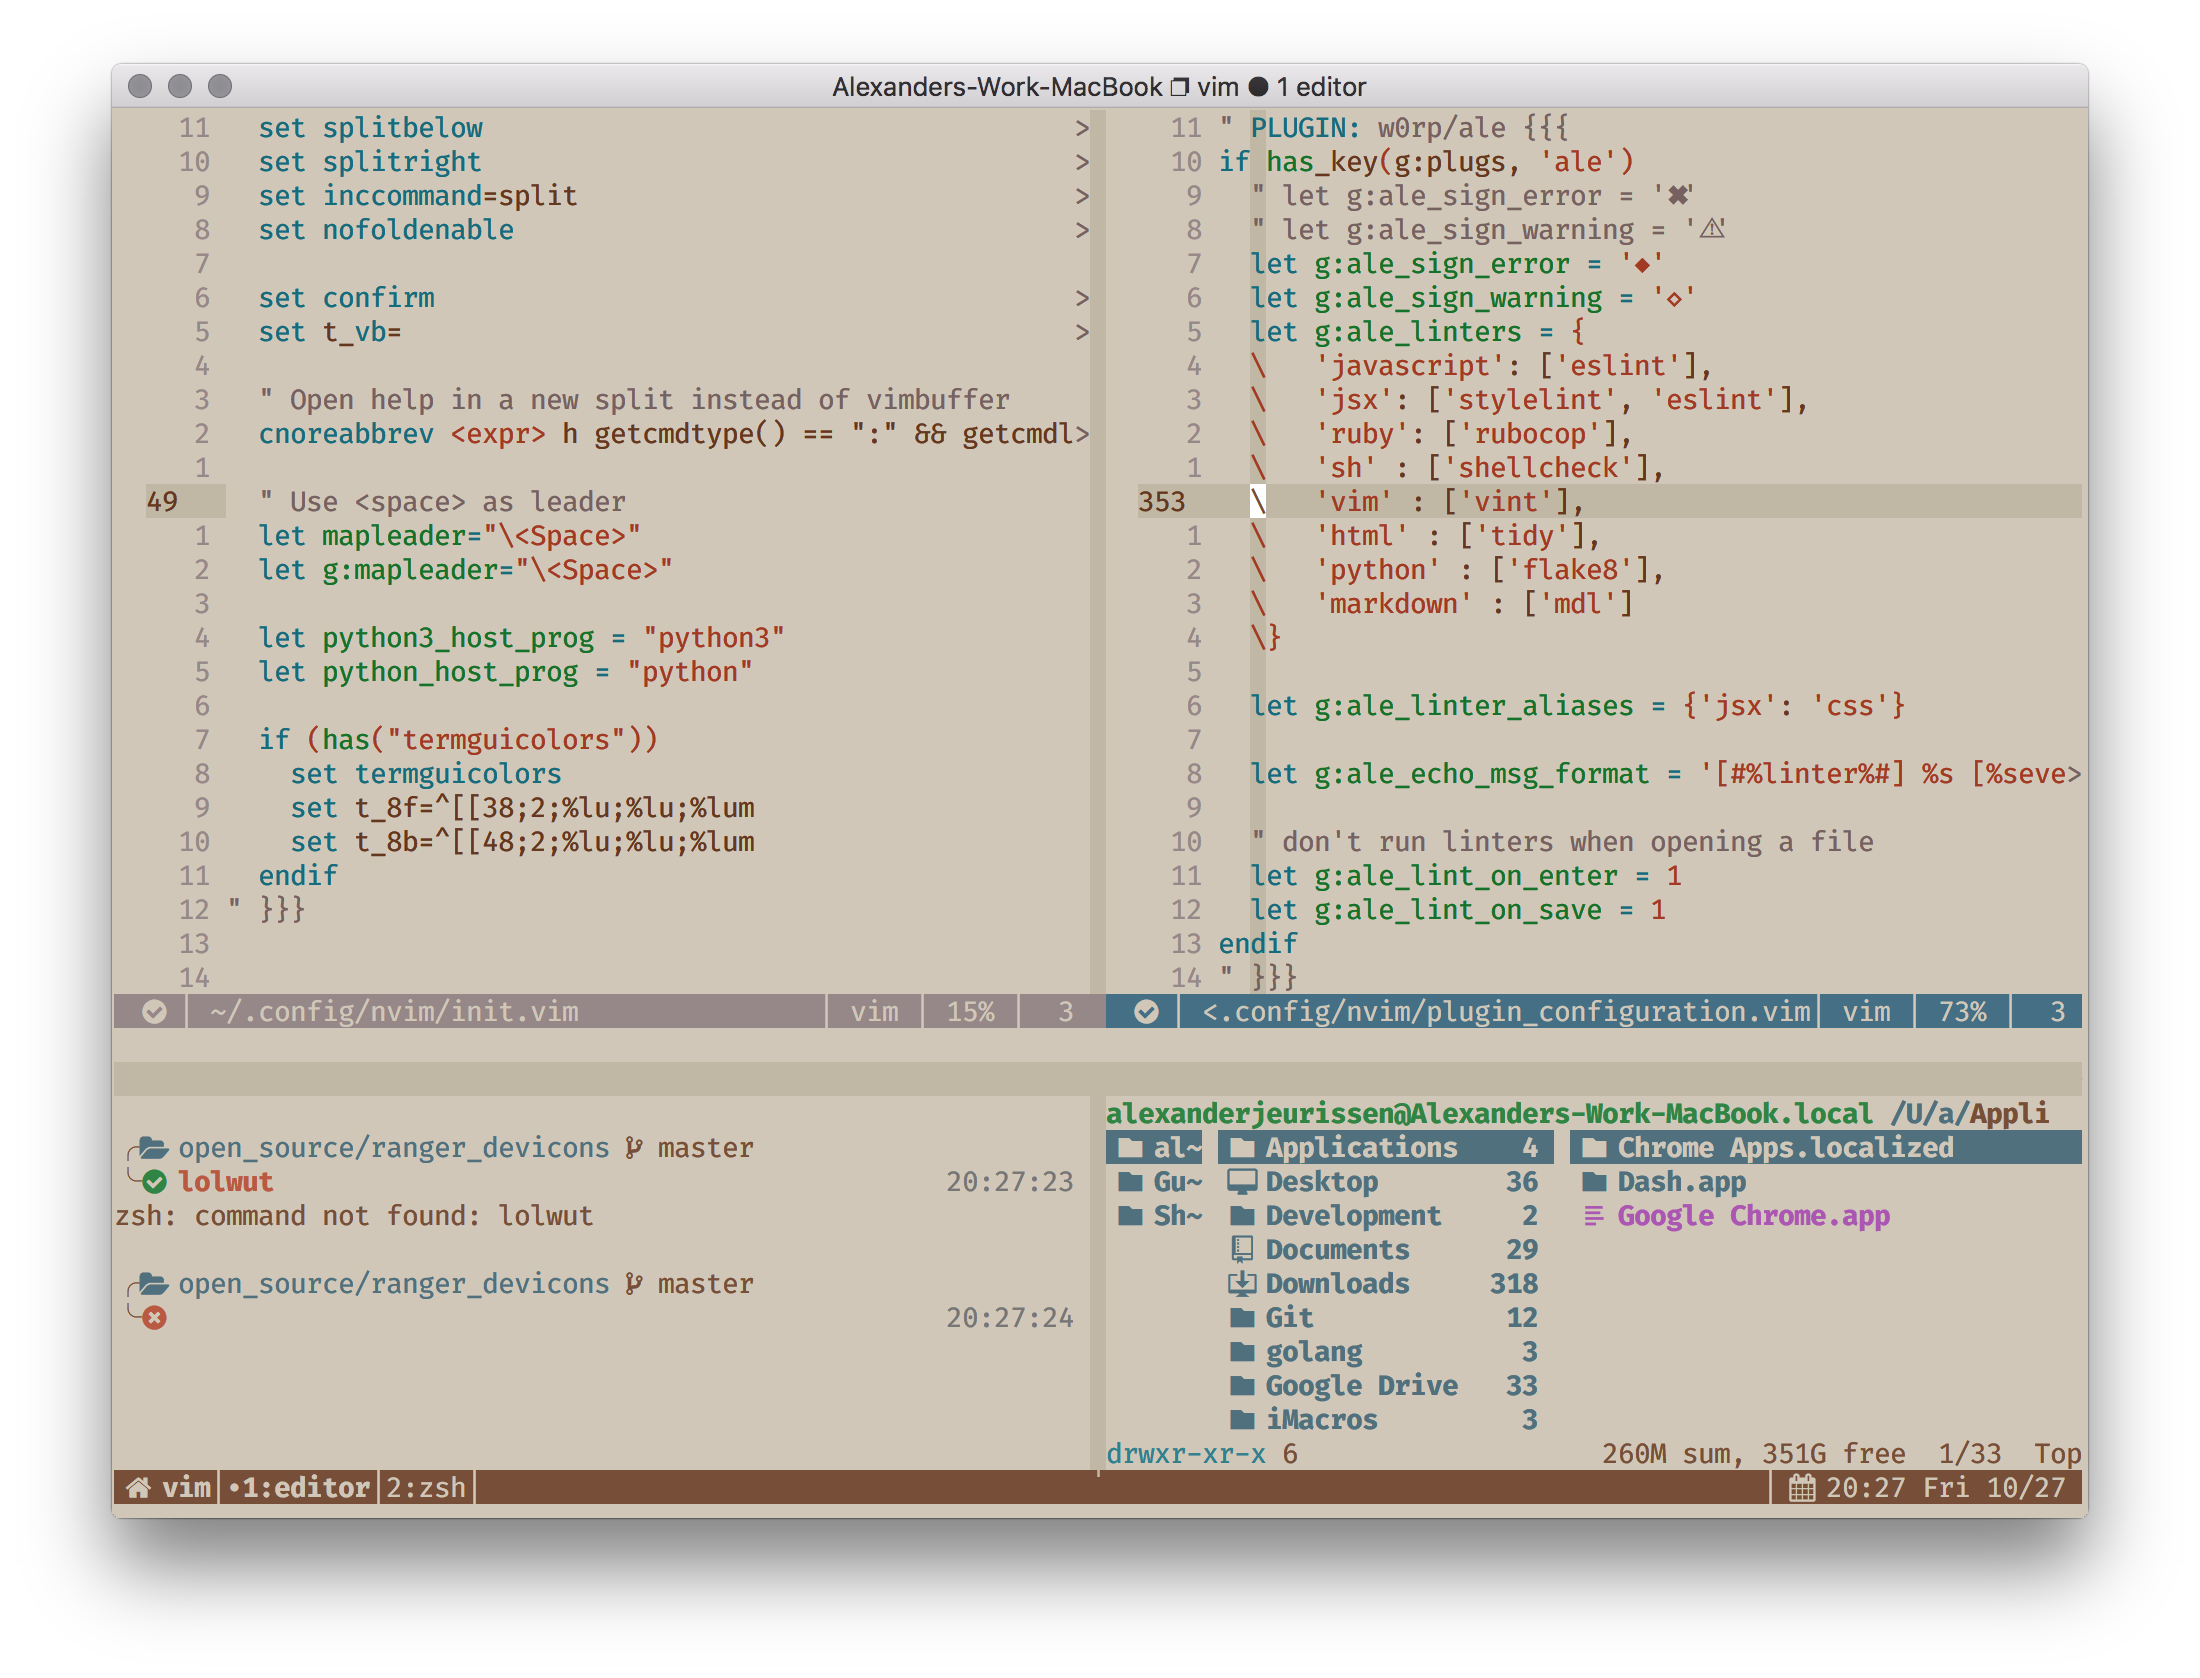 Alexanders-Work-MacBook ❐ vim ● 1 editor
11 set splitbelow >
10 set splitright >
9 set inccommand=split >
8 set nofoldenable >
7
6 set confirm >
5 set t_vb= >
4
3 " Open help in a new split instead of vimbuffer
2 cnoreabbrev <expr> h getcmdtype() == ":" && getcmdl>
1
49 " Use <space> as leader
1 let mapleader="\<Space>"
2 let g:mapleader="\<Space>"
3
4 let python3_host_prog = "python3"
5 let python_host_prog = "python"
6
7 if (has("termguicolors"))
8 set termguicolors
9 set t_8f=^[[38;2;%lu;%lu;%lum
10 set t_8b=^[[48;2;%lu;%lu;%lum
11 endif
12 " }}}
13
14
~/.config/nvim/init.vim vim 15% 3
11 " PLUGIN: w0rp/ale {{{
10 if has_key(g:plugs, 'ale')
9 " let g:ale_sign_error = '✖'
8 " let g:ale_sign_warning = '⚠'
7 let g:ale_sign_error = '◆'
6 let g:ale_sign_warning = '◇'
5 let g:ale_linters = {
4 \ 'javascript': ['eslint'],
3 \ 'jsx': ['stylelint', 'eslint'],
2 \ 'ruby': ['rubocop'],
1 \ 'sh' : ['shellcheck'],
353 \ 'vim' : ['vint'],
1 \ 'html' : ['tidy'],
2 \ 'python' : ['flake8'],
3 \ 'markdown' : ['mdl']
4 \}
5
6 let g:ale_linter_aliases = {'jsx': 'css'}
7
8 let g:ale_echo_msg_format = '[#%linter%#] %s [%seve>
9
10 " don't run linters when opening a file
11 let g:ale_lint_on_enter = 1
12 let g:ale_lint_on_save = 1
13 endif
14 " }}}
<.config/nvim/plugin_configuration.vim vim 73% 3
open_source/ranger_devicons master
lolwut 20:27:23
zsh: command not found: lolwut
open_source/ranger_devicons master
20:27:24
alexanderjeurissen@Alexanders-Work-MacBook.local /U/a/Appli
al~ Applications 4 Chrome Apps.localized
Gu~ Desktop 36 Dash.app
Sh~ Development 2 Google Chrome.app
Documents 29
Downloads 318
Git 12
golang 3
Google Drive 33
iMacros 3
drwxr-xr-x 6 260M sum, 351G free 1/33 Top
vim •1:editor 2:zsh 20:27 Fri 10/27